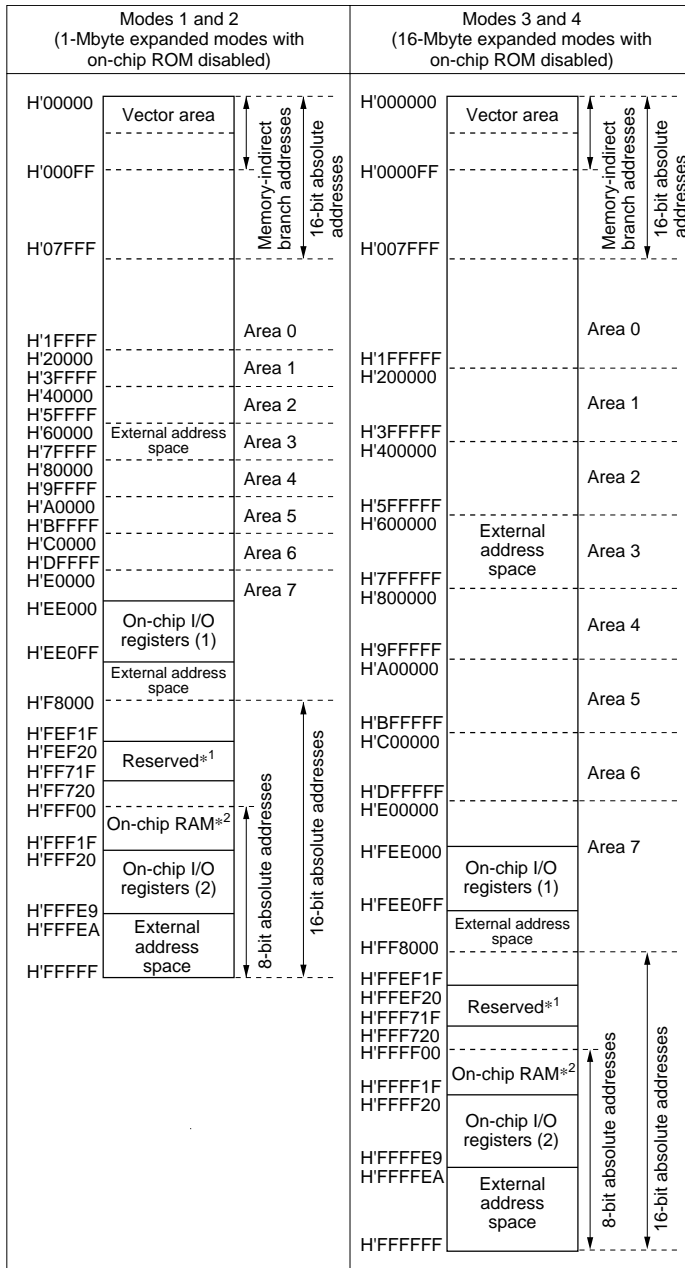 Modes 1 and 2
(1-Mbyte expanded modes with
on-chip ROM disabled)
H'00000
Vector area
H'000FF
H'07FFF
Memory-indirect
branch addresses
16-bit absolute
addresses
H'1FFFF
Area 0
H'20000
H'3FFFF
Area 1
H'40000
H'5FFFF
Area 2
H'60000
H'7FFFF
External address
space
Area 3
H'80000
H'9FFFF
Area 4
H'A0000
H'BFFFF
Area 5
H'C0000
H'DFFFF
Area 6
H'E0000
Area 7
H'EE000
On-chip I/O
registers (1)
H'EE0FF
External address
space
H'F8000
H'FEF1F
H'FEF20
Reserved*1
H'FF71F
H'FF720
H'FFF00
On-chip RAM*2
H'FFF1F
H'FFF20
On-chip I/O
registers (2)
H'FFFE9
H'FFFEA
External
address
space
H'FFFFF
8-bit absolute addresses
16-bit absolute addresses
Modes 3 and 4
(16-Mbyte expanded modes with
on-chip ROM disabled)
H'000000
Vector area
H'0000FF
H'007FFF
Memory-indirect
branch addresses
16-bit absolute
addresses
Area 0
H'1FFFFF
H'200000
Area 1
H'3FFFFF
H'400000
Area 2
H'5FFFFF
H'600000
External
address
space
Area 3
H'7FFFFF
H'800000
Area 4
H'9FFFFF
H'A00000
Area 5
H'BFFFFF
H'C00000
Area 6
H'DFFFFF
H'E00000
Area 7
H'FEE000
On-chip I/O
registers (1)
H'FEE0FF
External address
space
H'FF8000
H'FFEF1F
H'FFEF20
Reserved*1
H'FFF71F
H'FFF720
H'FFFF00
On-chip RAM*2
H'FFFF1F
H'FFFF20
On-chip I/O
registers (2)
H'FFFFE9
H'FFFFEA
External
address
space
H'FFFFFF
8-bit absolute addresses
16-bit absolute addresses